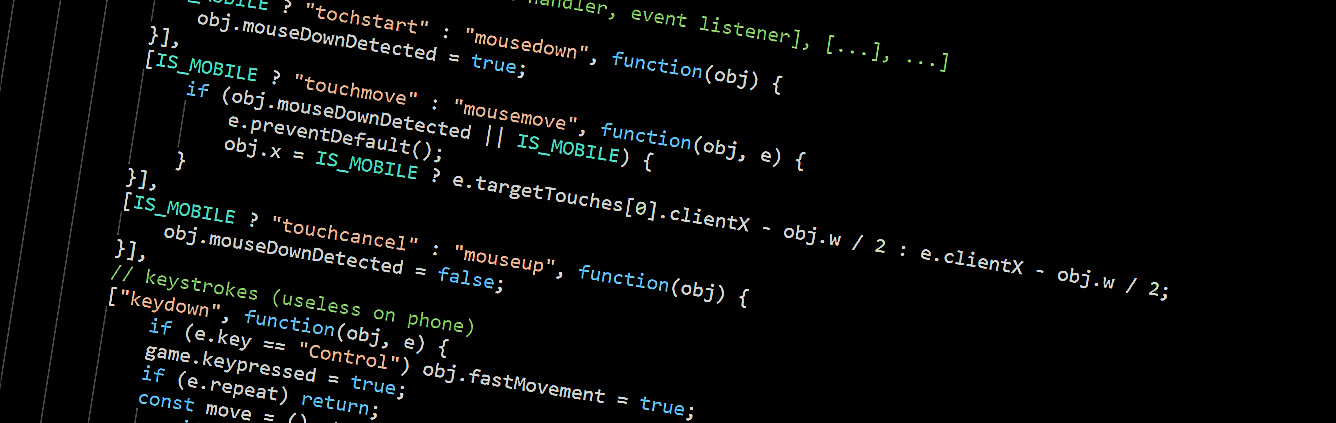 ? "tochstart" : "mousedown", function(obj) {
obj.mouseDownDetected = true;
}],
[IS_MOBILE ? "touchmove" : "mousemove", function(obj, e) {
if (obj.mouseDownDetected || IS_MOBILE) {
e.preventDefault();
obj.x = IS_MOBILE ? e.targetTouches[0].clientX - obj.w / 2 : e.clientX - obj.w / 2;
}
}],
[IS_MOBILE ? "touchcancel" : "mouseup", function(obj) {
obj.mouseDownDetected = false;
}],
// keystrokes (useless on phone)
["keydown", function(obj, e) {
if (e.key == "Control") obj.fastMovement = true;
game.keypressed = true;
if (e.repeat) return;
const move = ()
handler, event listener], [...], ...]